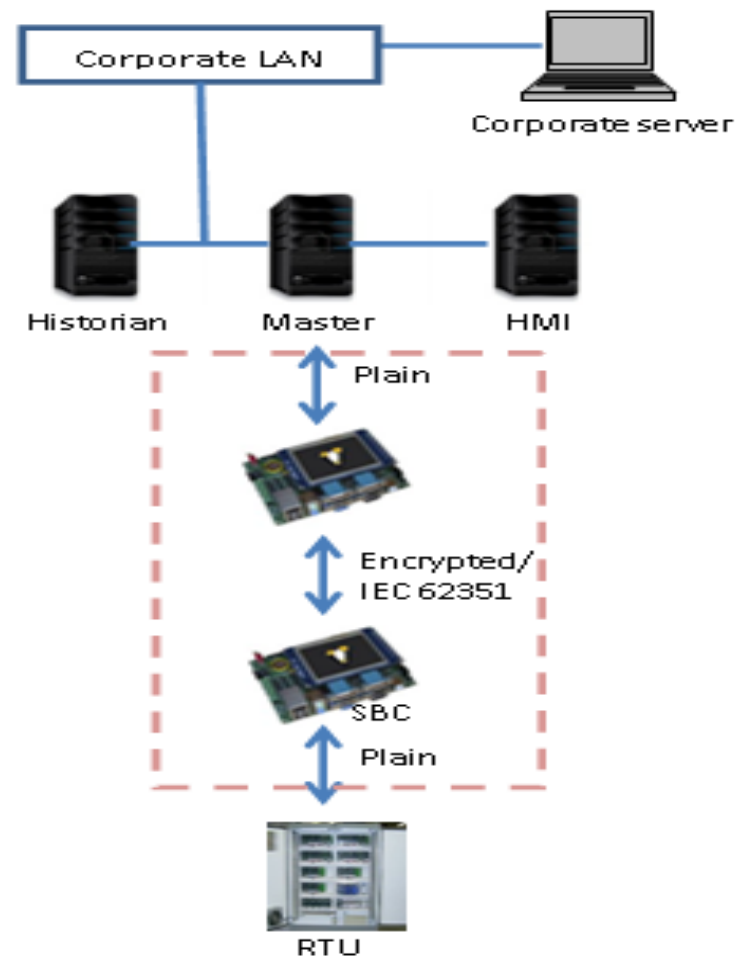 Corporate LAN
Corporate server
Historian
Master
HMI
Plain
Encrypted/
IEC 62351
SBC
Plain
RTU